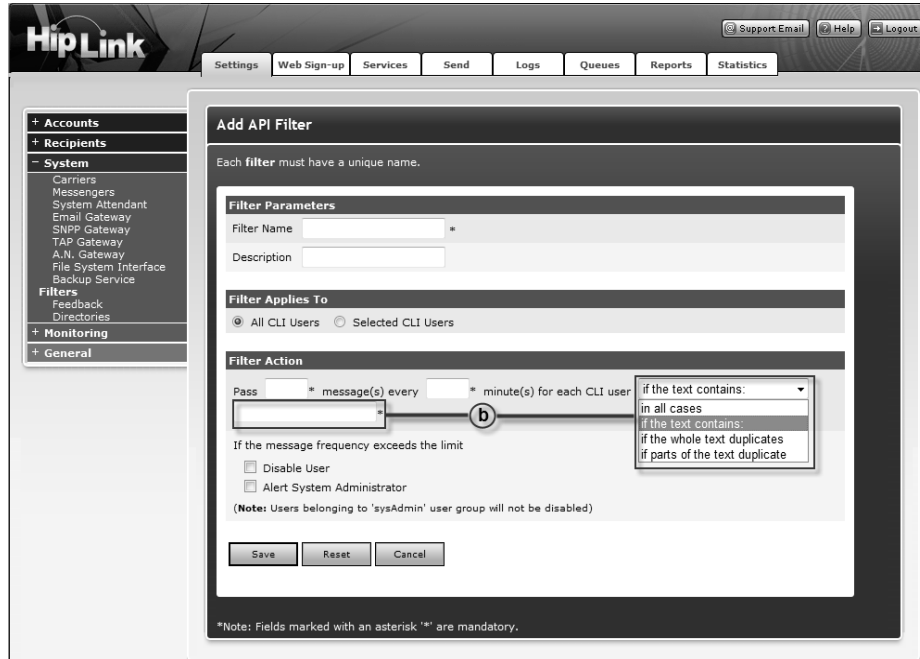 HipLink
Support Email Help Logout
Settings Web Sign-up Services Send Logs Queues Reports Statistics
+ Accounts
+ Recipients
− System
Carriers
Messengers
System Attendant
Email Gateway
SNPP Gateway
TAP Gateway
A.N. Gateway
File System Interface
Backup Service
Filters
Feedback
Directories
+ Monitoring
+ General
Add API Filter
Each filter must have a unique name.
Filter Parameters
Filter Name *
Description
Filter Applies To
All CLI Users Selected CLI Users
Filter Action
Pass * message(s) every * minute(s) for each CLI user if the text contains:
* b
in all cases
if the text contains:
if the whole text duplicates
if parts of the text duplicate
If the message frequency exceeds the limit
Disable User
Alert System Administrator
(Note: Users belonging to 'sysAdmin' user group will not be disabled)
Save Reset Cancel
*Note: Fields marked with an asterisk '*' are mandatory.